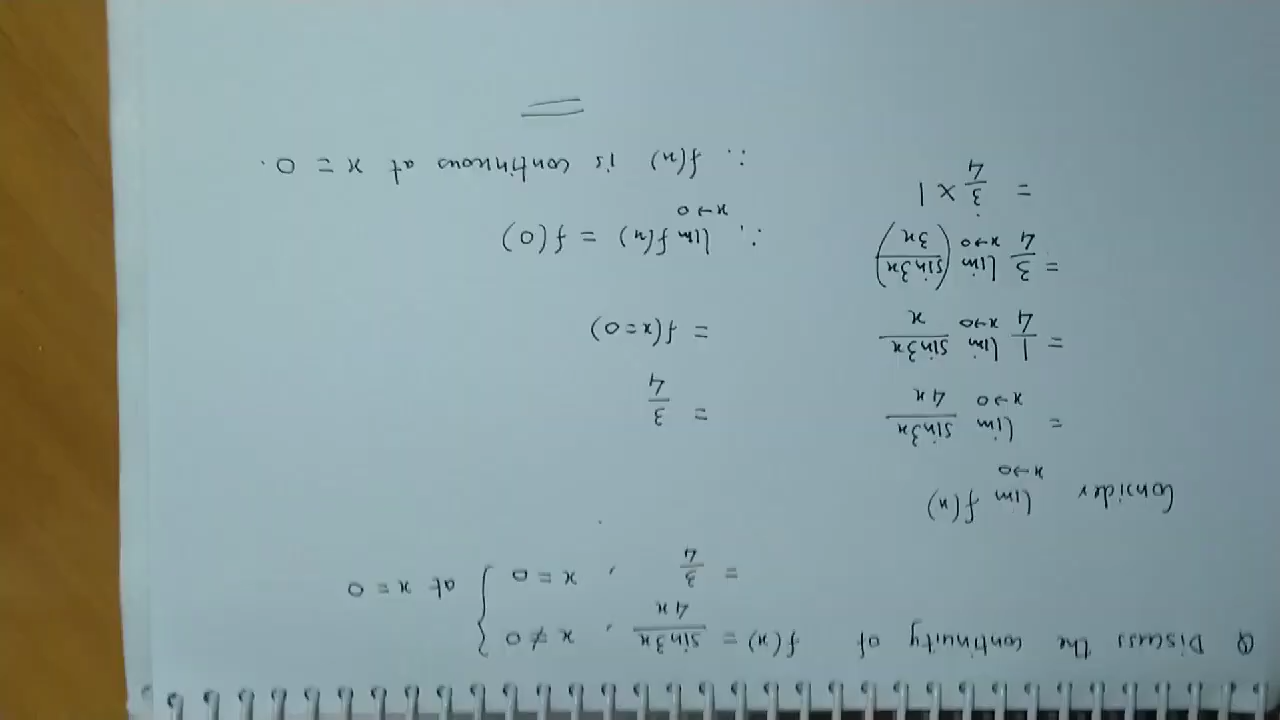 Q Discuss the continuity of f(x) = sin3x/4x , x ≠ 0
= 3/4 , x = 0 } at x = 0
Consider lim x→0 f(x)
= lim x→0 sin3x/4x
= 1/4 lim x→0 sin3x/x
= 3/4 lim x→0 (sin3x/3x)
= 3/4 × 1
= 3/4
= f(x=0)
∴ lim x→0 f(x) = f(0)
∴ f(x) is continuous at x = 0.